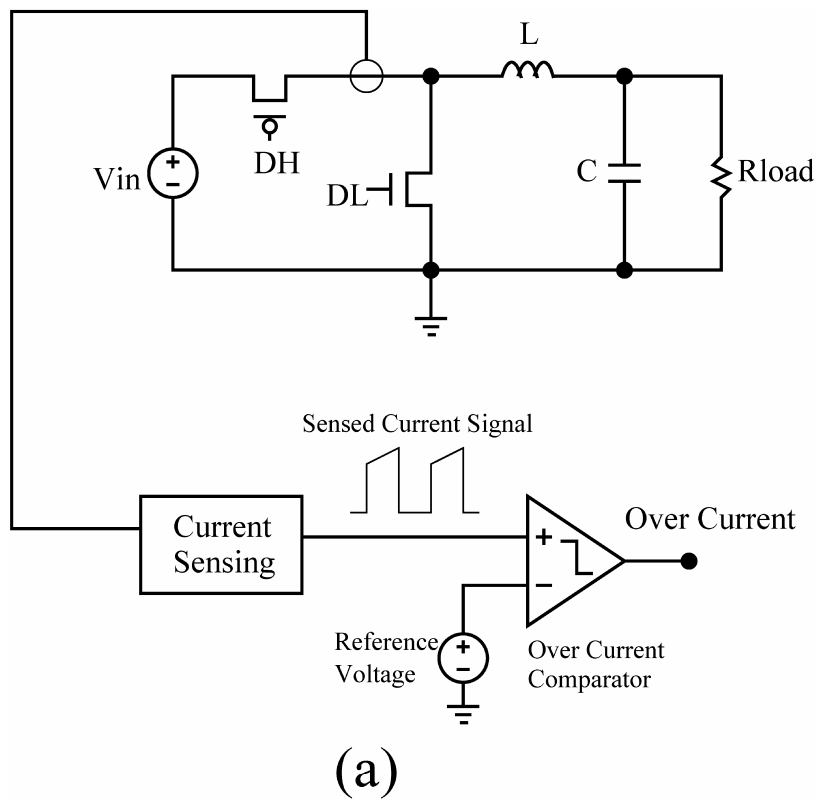 L
Vin
+
−
DH
DL
C
Rload
Sensed Current Signal
Current
Sensing
+
−
Over Current
Reference
Voltage
+
−
Over Current
Comparator
(a)